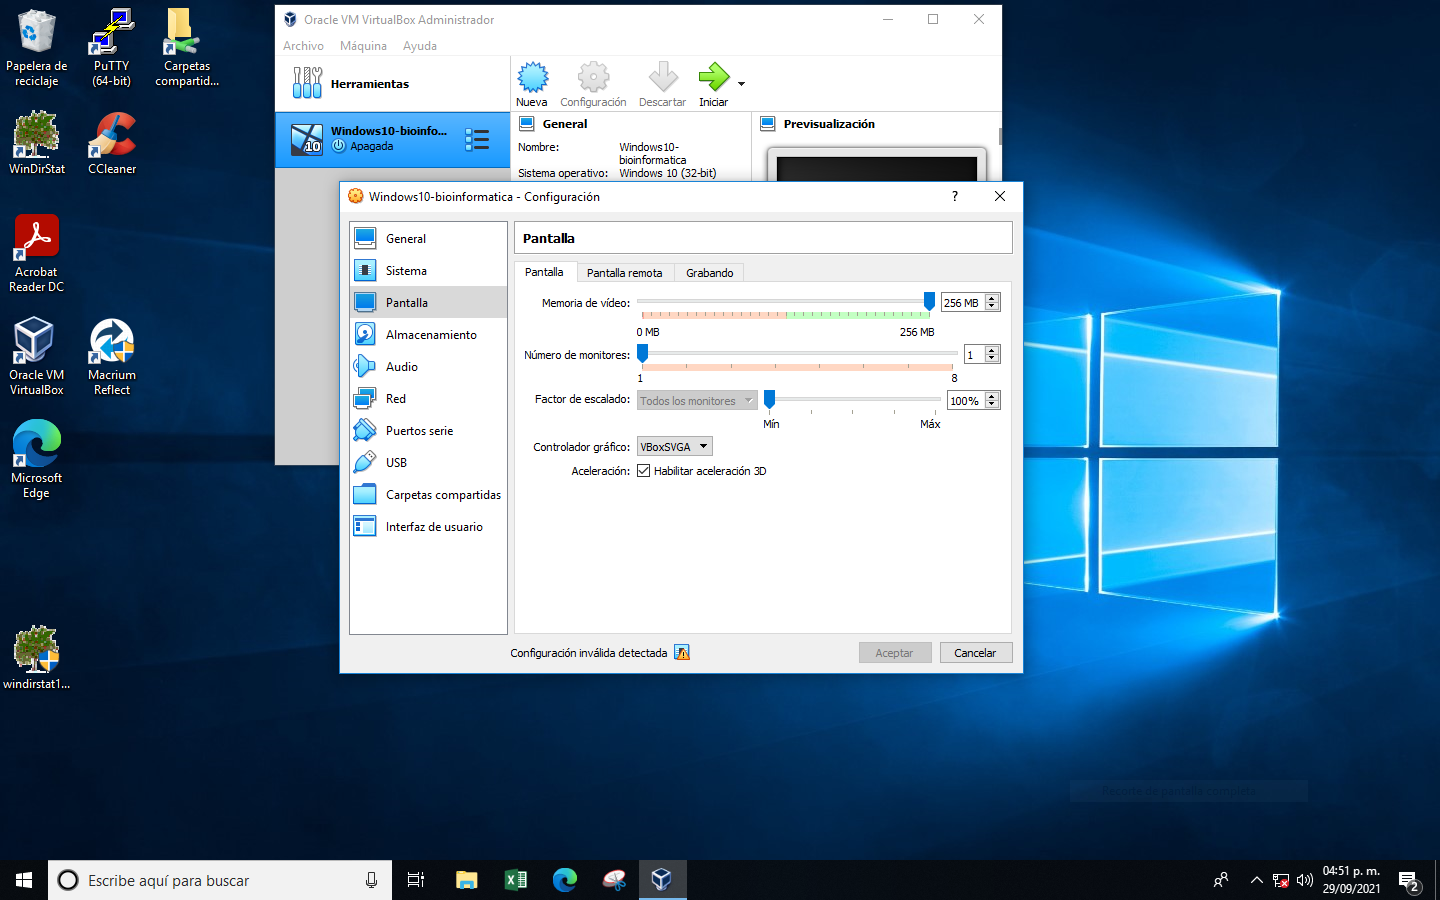 Papelera de
reciclaje
PuTTY
(64-bit)
Carpetas
compartid...
WinDirStat
CCleaner
Acrobat
Reader DC
Oracle VM
VirtualBox
Macrium
Reflect
Microsoft
Edge
windirstat1...
Oracle VM VirtualBox Administrador
Archivo Máquina Ayuda
Herramientas
Nueva Configuración Descartar Iniciar
Windows10-bioinfo...
Apagada
10
General
Nombre: Windows10-
bioinformatica
Sistema operativo: Windows 10 (32-bit)
Previsualización
Windows10-bioinformatica - Configuración
?
General
Sistema
Pantalla
Almacenamiento
Audio
Red
Puertos serie
USB
Carpetas compartidas
Interfaz de usuario
Pantalla
Pantalla Pantalla remota Grabando
Memoria de vídeo: 256 MB
0 MB 256 MB
Número de monitores: 1
1 8
Factor de escalado: Todos los monitores 100%
Mín Máx
Controlador gráfico: VBoxSVGA
Aceleración: Habilitar aceleración 3D
Configuración inválida detectada
Aceptar Cancelar
Recorte de pantalla completa
Escribe aquí para buscar
04:51 p. m.
29/09/2021
2